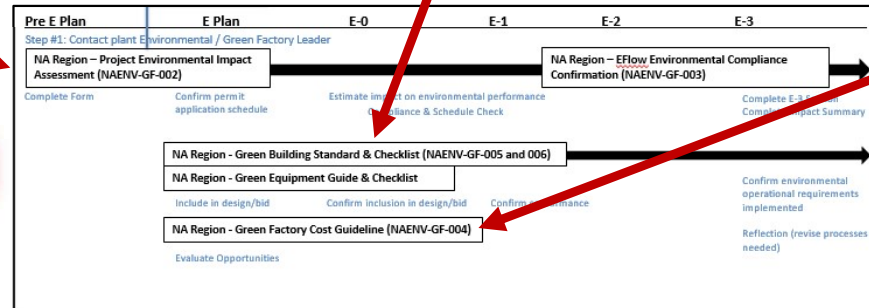 Pre E Plan E Plan E-0 E-1 E-2 E-3
Step #1: Contact plant Environmental / Green Factory Leader
NA Region – Project Environmental Impact
Assessment (NAENV-GF-002)
NA Region – EFlow Environmental Compliance
Confirmation (NAENV-GF-003)
Complete Form
Confirm permit
application schedule
Estimate impact on environmental performance
Compliance & Schedule Check
Complete E-3
Complete Impact Summary
NA Region - Green Building Standard & Checklist (NAENV-GF-005 and 006)
NA Region - Green Equipment Guide & Checklist
Include in design/bid
Confirm inclusion in design/bid
Confirm
Confirm environmental
operational requirements
implemented
NA Region - Green Factory Cost Guideline (NAENV-GF-004)
Evaluate Opportunities
Reflection (revise processes
needed)